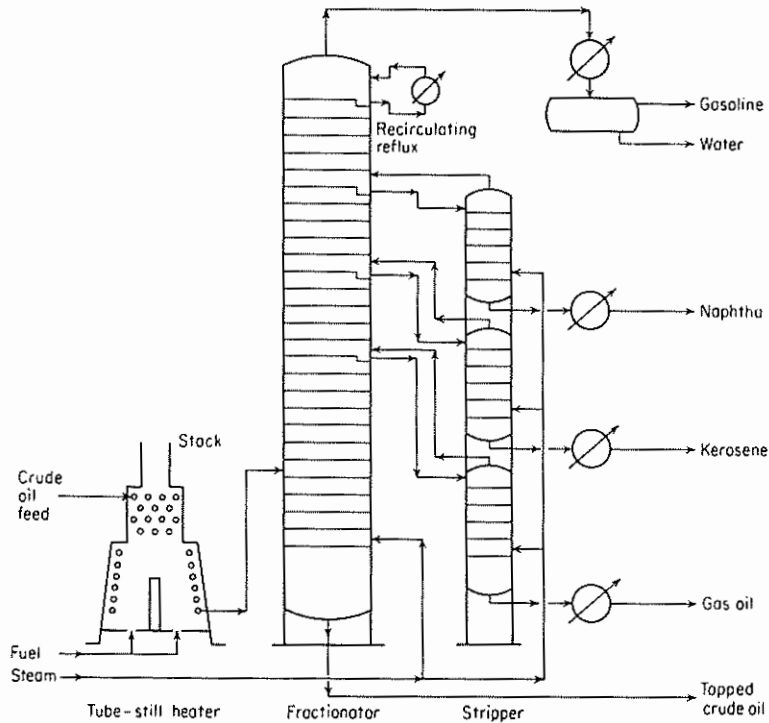 Gasoline
Water
Recirculating
reflux
Naphtha
Stack
Crude
oil
feed
Kerosene
Gas oil
Fuel
Steam
Topped
crude oil
Tube-still heater
Fractionator
Stripper